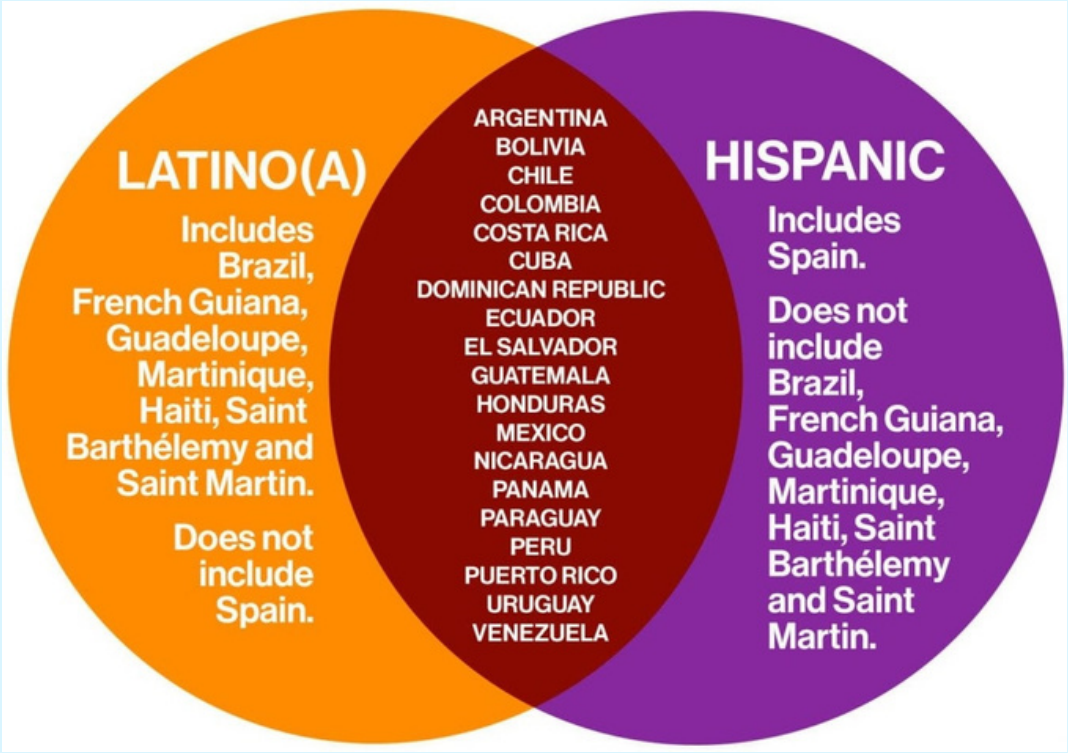 LATINO(A)
Includes
Brazil,
French Guiana,
Guadeloupe,
Martinique,
Haiti, Saint
Barthélemy and
Saint Martin.
Does not
include
Spain.
ARGENTINA
BOLIVIA
CHILE
COLOMBIA
COSTA RICA
CUBA
DOMINICAN REPUBLIC
ECUADOR
EL SALVADOR
GUATEMALA
HONDURAS
MEXICO
NICARAGUA
PANAMA
PARAGUAY
PERU
PUERTO RICO
URUGUAY
VENEZUELA
HISPANIC
Includes
Spain.
Does not
include
Brazil,
French Guiana,
Guadeloupe,
Martinique,
Haiti, Saint
Barthélemy
and Saint
Martin.